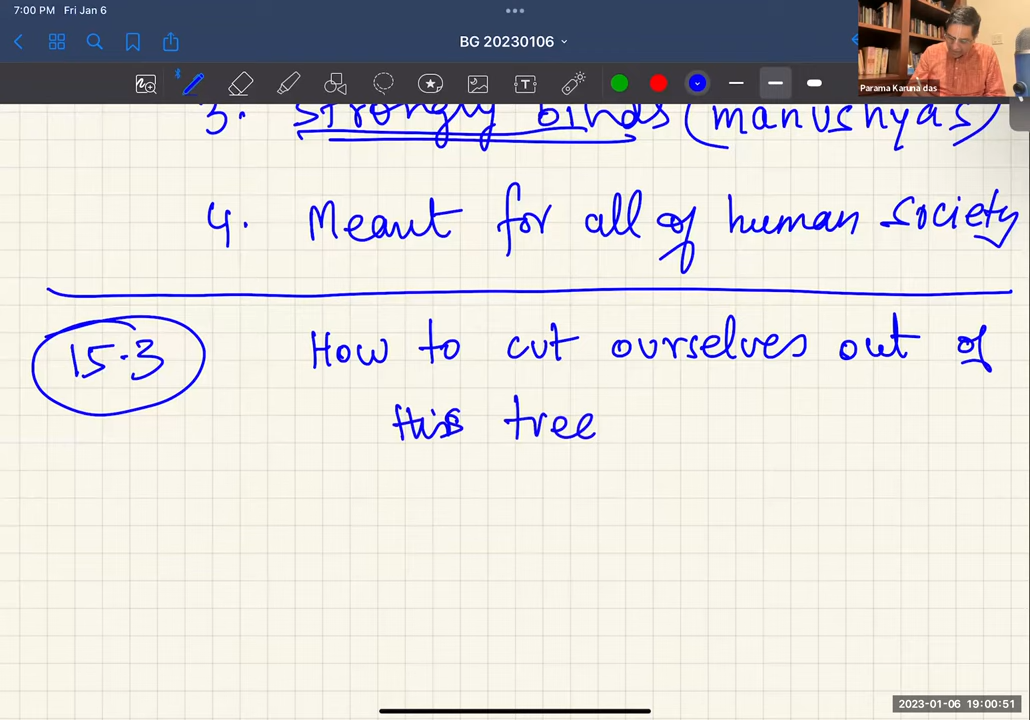 7:00 PM Fri Jan 6
BG 20230106
Parama Karuna das
3. strongly binds (manushyas)
4. Meant for all of human society
15.3 How to cut ourselves out of
this tree
2023-01-06 19:00:51